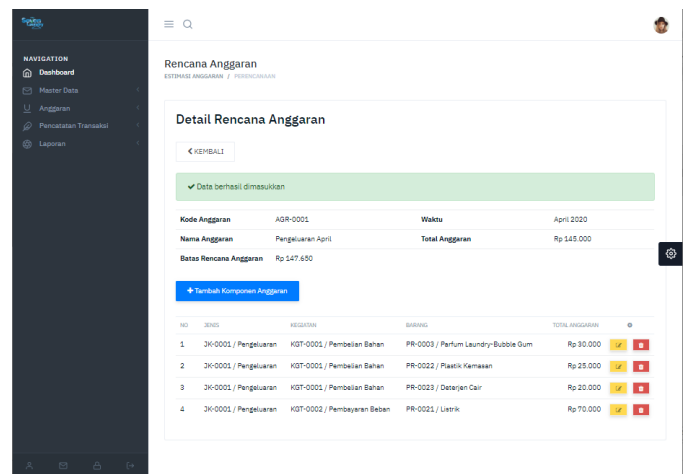 NAVIGATION
Dashboard
Master Data
Anggaran
Pencatatan Transaksi
Laporan
Rencana Anggaran
ESTIMASI ANGGARAN / PERENCANAAN
Detail Rencana Anggaran
KEMBALI
Data berhasil dimasukkan
Kode Anggaran AGR-0001 Waktu April 2020
Nama Anggaran Pengeluaran April Total Anggaran Rp 145.000
Batas Rencana Anggaran Rp 147.650
+ Tambah Komponen Anggaran
NO JENIS KEGIATAN BARANG TOTAL ANGGARAN
1 JK-0001 / Pengeluaran KGT-0001 / Pembelian Bahan PR-0003 / Parfum Laundry-Bubble Gum Rp 30.000
2 JK-0001 / Pengeluaran KGT-0001 / Pembelian Bahan PR-0022 / Plastik Kemasan Rp 25.000
3 JK-0001 / Pengeluaran KGT-0001 / Pembelian Bahan PR-0023 / Deterjen Cair Rp 20.000
4 JK-0001 / Pengeluaran KGT-0002 / Pembayaran Beban PR-0021 / Listrik Rp 70.000